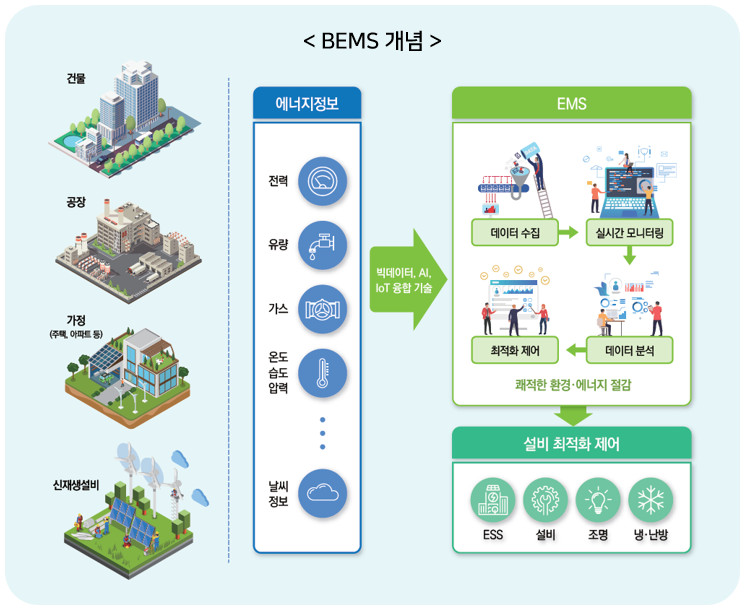 < BEMS 개념 >
건물
공장
가정
(주택, 아파트 등)
신재생설비
에너지정보
전력
유량
가스
온도
습도
압력
날씨
정보
빅데이터, AI,
IoT 융합 기술
EMS
데이터 수집
실시간 모니터링
최적화 제어
데이터 분석
쾌적한 환경·에너지 절감
설비 최적화 제어
ESS
설비
조명
냉·난방